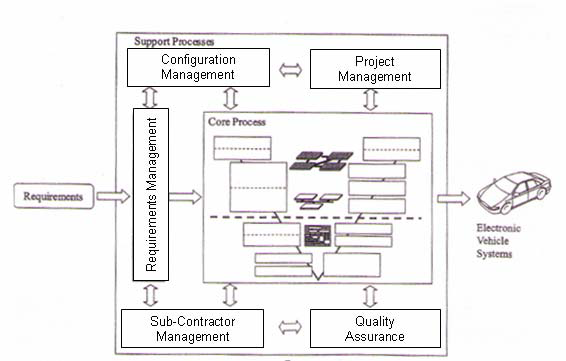 Support Processes
Configuration
Management
Project
Management
Core Process
Requirements
Requirements Management
Electronic
Vehicle
Systems
Sub-Contractor
Management
Quality
Assurance